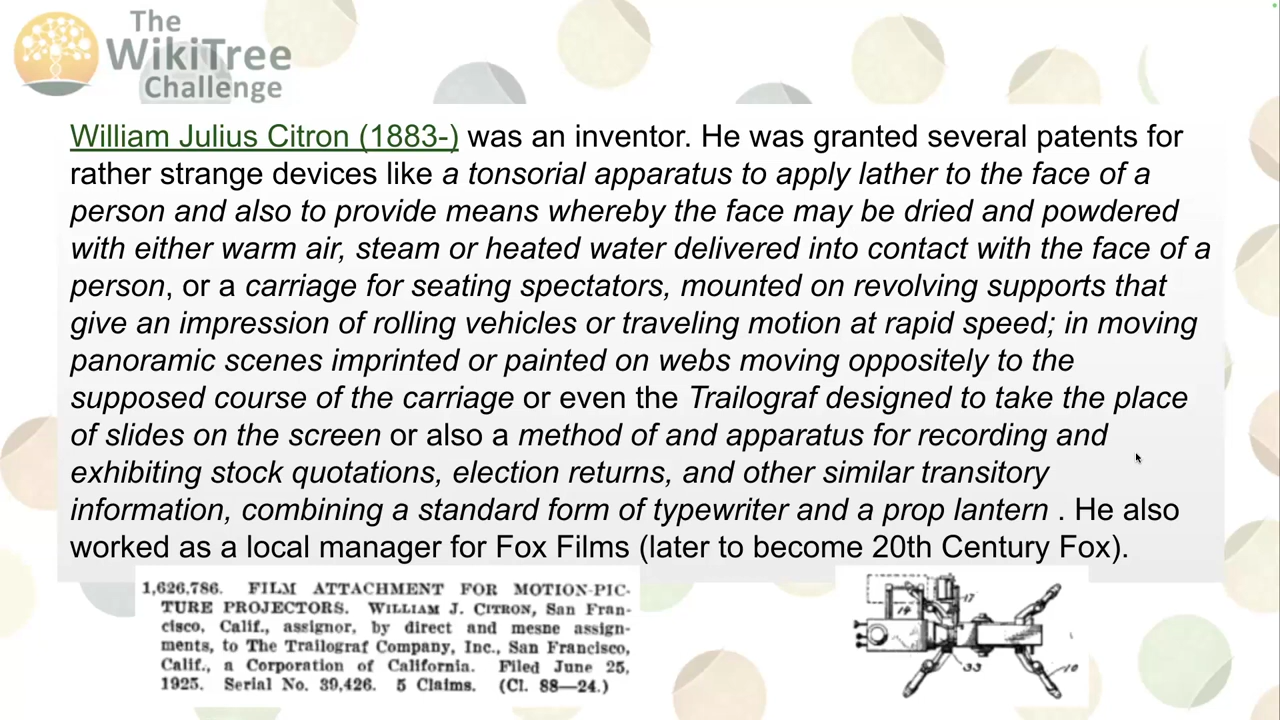 The
WikiTree
Challenge
William Julius Citron (1883-) was an inventor. He was granted several patents for
rather strange devices like a tonsorial apparatus to apply lather to the face of a
person and also to provide means whereby the face may be dried and powdered
with either warm air, steam or heated water delivered into contact with the face of a
person, or a carriage for seating spectators, mounted on revolving supports that
give an impression of rolling vehicles or traveling motion at rapid speed; in moving
panoramic scenes imprinted or painted on webs moving oppositely to the
supposed course of the carriage or even the Trailograf designed to take the place
of slides on the screen or also a method of and apparatus for recording and
exhibiting stock quotations, election returns, and other similar transitory
information, combining a standard form of typewriter and a prop lantern . He also
worked as a local manager for Fox Films (later to become 20th Century Fox).
1,626,786. FILM ATTACHMENT FOR MOTION-PIC-
TURE PROJECTORS. WILLIAM J. CITRON, San Fran-
cisco, Calif., assignor, by direct and mesne assign-
ments, to The Trailograf Company, Inc., San Francisco,
Calif., a Corporation of California. Filed June 25,
1925. Serial No. 39,426. 5 Claims. (Cl. 88—24.)
17
14
33
10